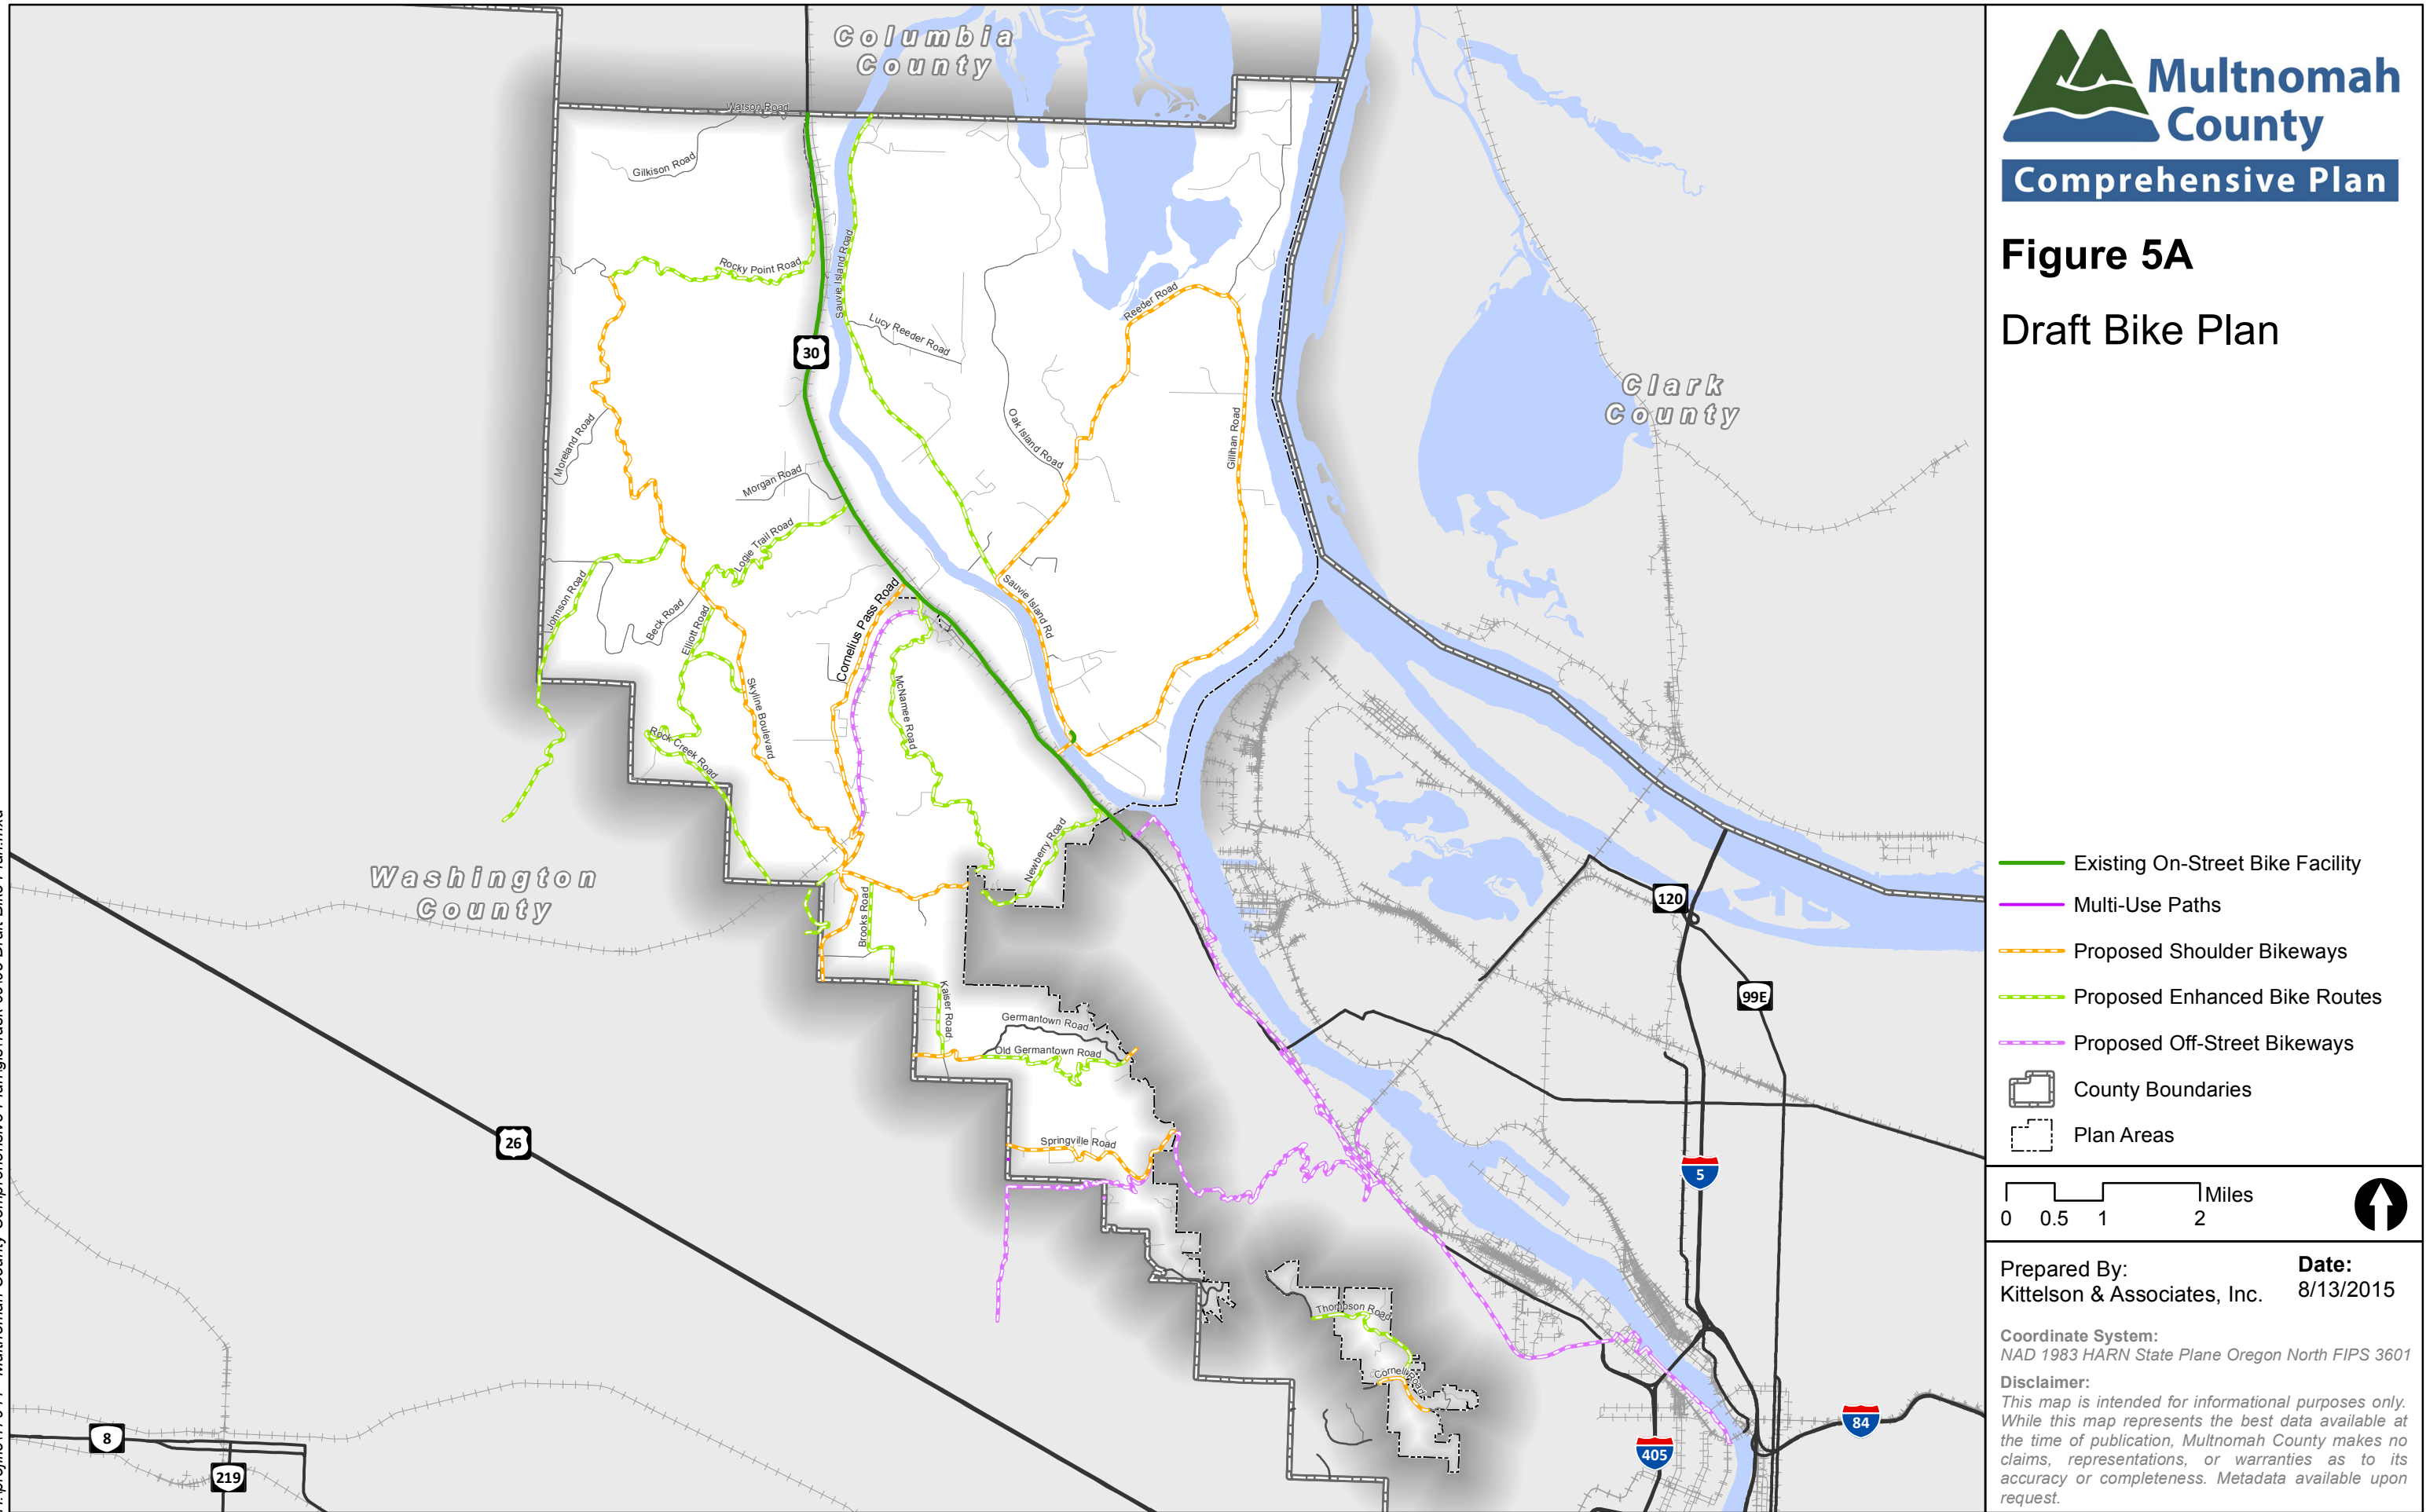 Columbia
County
Watson Road
Gilkison Road
Rocky Point Road
Sauvie Island Road
Lucy Reeder Road
Reeder Road
30
Clark
County
Oak Island Road
Gillihan Road
Moreland Road
Morgan Road
Logie Trail Road
Johnson Road
Beck Road
Elliott Road
Cornelius Pass Road
Sauvie Island Rd
Skyline Boulevard
McNamee Road
Rock Creek Road
Newberry Road
Washington
County
Brooks Road
Kaiser Road
Germantown Road
Old Germantown Road
Springville Road
Thompson Road
Cornell Road
26
8
219
120
99E
5
405
84
Multnomah
County
Comprehensive Plan
Figure 5A
Draft Bike Plan
Existing On-Street Bike Facility
Multi-Use Paths
Proposed Shoulder Bikeways
Proposed Enhanced Bike Routes
Proposed Off-Street Bikeways
County Boundaries
Plan Areas
Miles
0 0.5 1 2
Prepared By:
Kittelson & Associates, Inc.
Date:
8/13/2015
Coordinate System:
NAD 1983 HARN State Plane Oregon North FIPS 3601
Disclaimer:
This map is intended for informational purposes only.
While this map represents the best data available at
the time of publication, Multnomah County makes no
claims, representations, or warranties as to its
accuracy or completeness. Metadata available upon
request.